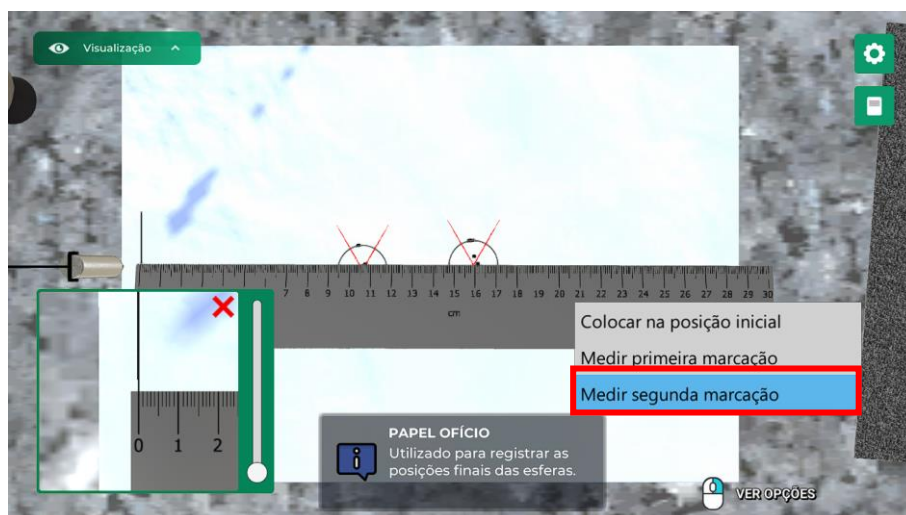 Visualização
7 8 9 10 11 12 13 14 15 16 17 18 19 20 21 22 23 24 25 26 27 28 29 30
cm
Colocar na posição inicial
Medir primeira marcação
Medir segunda marcação
0 1 2
PAPEL OFÍCIO
Utilizado para registrar as
posições finais das esferas.
VER OPÇÕES